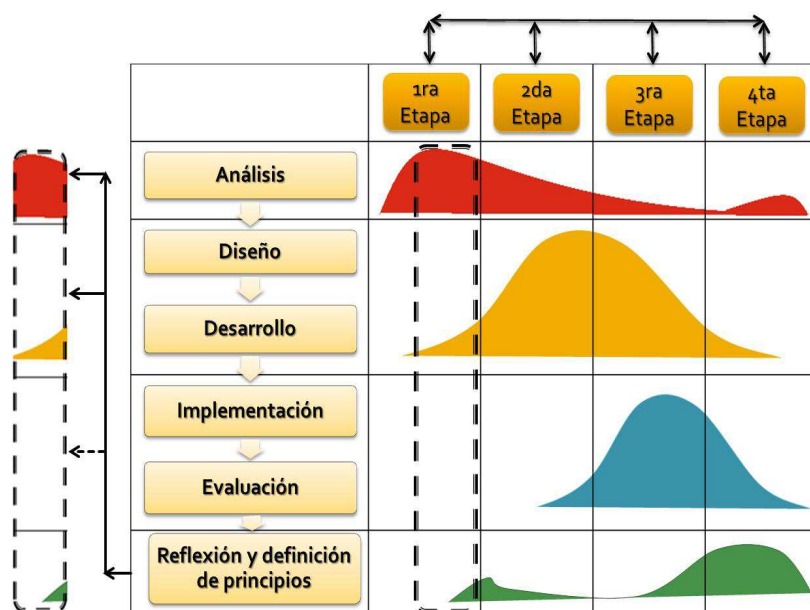 1ra
Etapa
2da
Etapa
3ra
Etapa
4ta
Etapa
Análisis
Diseño
Desarrollo
Implementación
Evaluación
Reflexión y definición
de principios